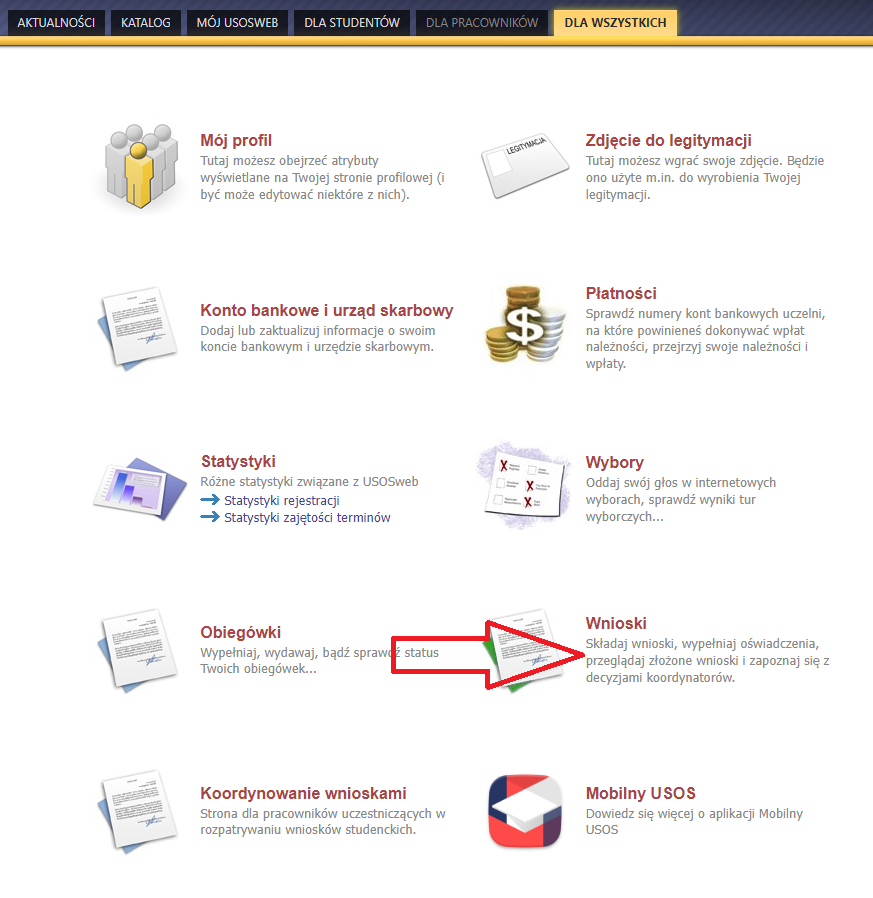 AKTUALNOŚCI KATALOG MÓJ USOSWEB DLA STUDENTÓW DLA PRACOWNIKÓW DLA WSZYSTKICH
Mój profil
Tutaj możesz obejrzeć atrybuty
wyświetlane na Twojej stronie profilowej (i
być może edytować niektóre z nich).
LEGITYMACJA
Zdjęcie do legitymacji
Tutaj możesz wgrać swoje zdjęcie. Będzie
ono użyte m.in. do wyrobienia Twojej
legitymacji.
Konto bankowe i urząd skarbowy
Dodaj lub zaktualizuj informacje o swoim
koncie bankowym i urzędzie skarbowym.
$
Płatności
Sprawdź numery kont bankowych uczelni,
na które powinieneś dokonywać wpłat
należności, przejrzyj swoje należności i
wpłaty.
Statystyki
Różne statystyki związane z USOSweb
Statystyki rejestracji
Statystyki zajętości terminów
Wybory
Oddaj swój głos w internetowych
wyborach, sprawdź wyniki tur
wyborczych...
Obiegówki
Wypełniaj, wydawaj, bądź sprawdź status
Twoich obiegówek...
Wnioski
Składaj wnioski, wypełniaj oświadczenia,
przeglądaj złożone wnioski i zapoznaj się z
decyzjami koordynatorów.
Koordynowanie wnioskami
Strona dla pracowników uczestniczących w
rozpatrywaniu wniosków studenckich.
Mobilny USOS
Dowiedz się więcej o aplikacji Mobilny
USOS